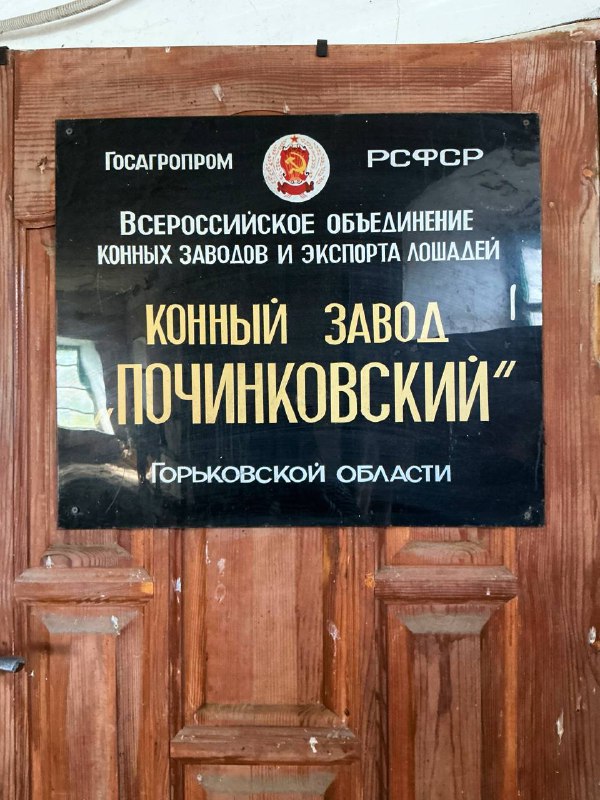 Госагропром РСФСР
Всероссийское объединение
конных заводов и экспорта лошадей
Конный завод
„Починковский“
Горьковской области